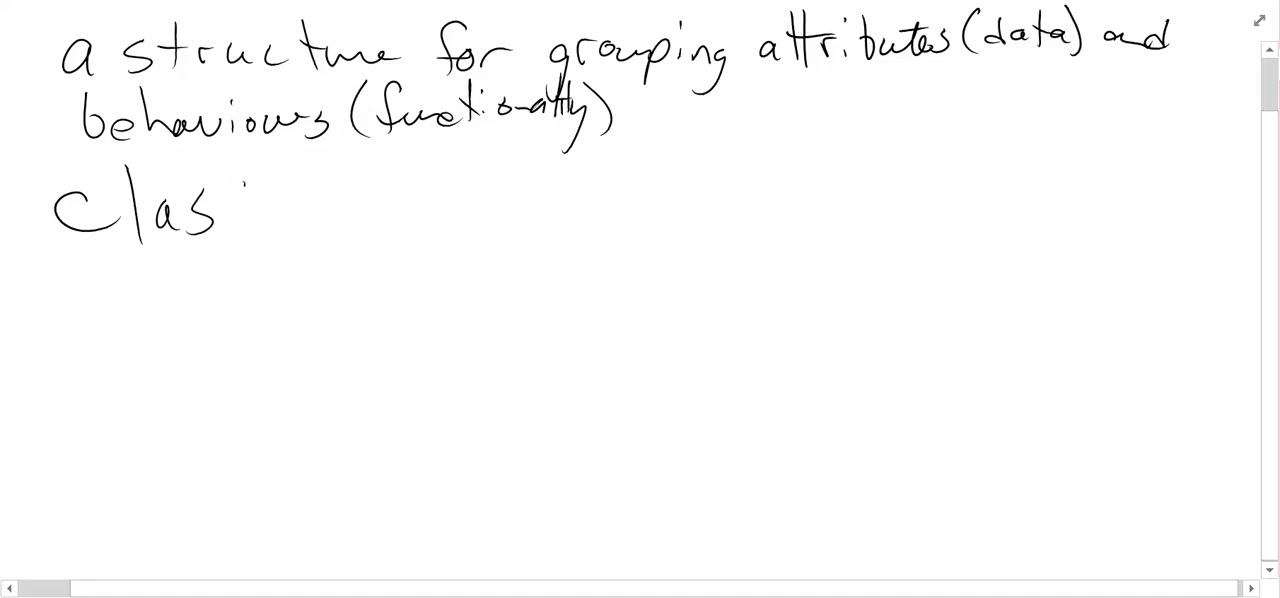 a structure for grouping attributes (data) and
behaviours (functionality)
clas